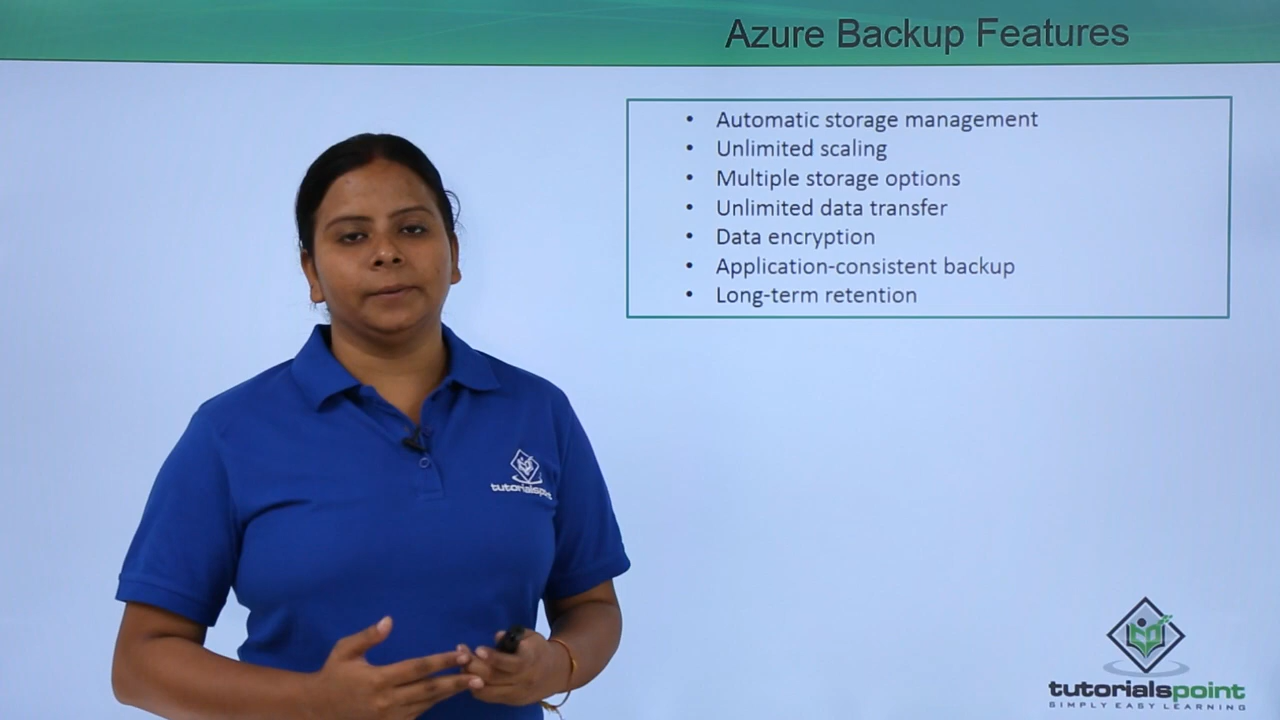 Azure Backup Features
• Automatic storage management
• Unlimited scaling
• Multiple storage options
• Unlimited data transfer
• Data encryption
• Application-consistent backup
• Long-term retention
tutorialspoint
tutorialspoint
SIMPLY EASY LEARNING